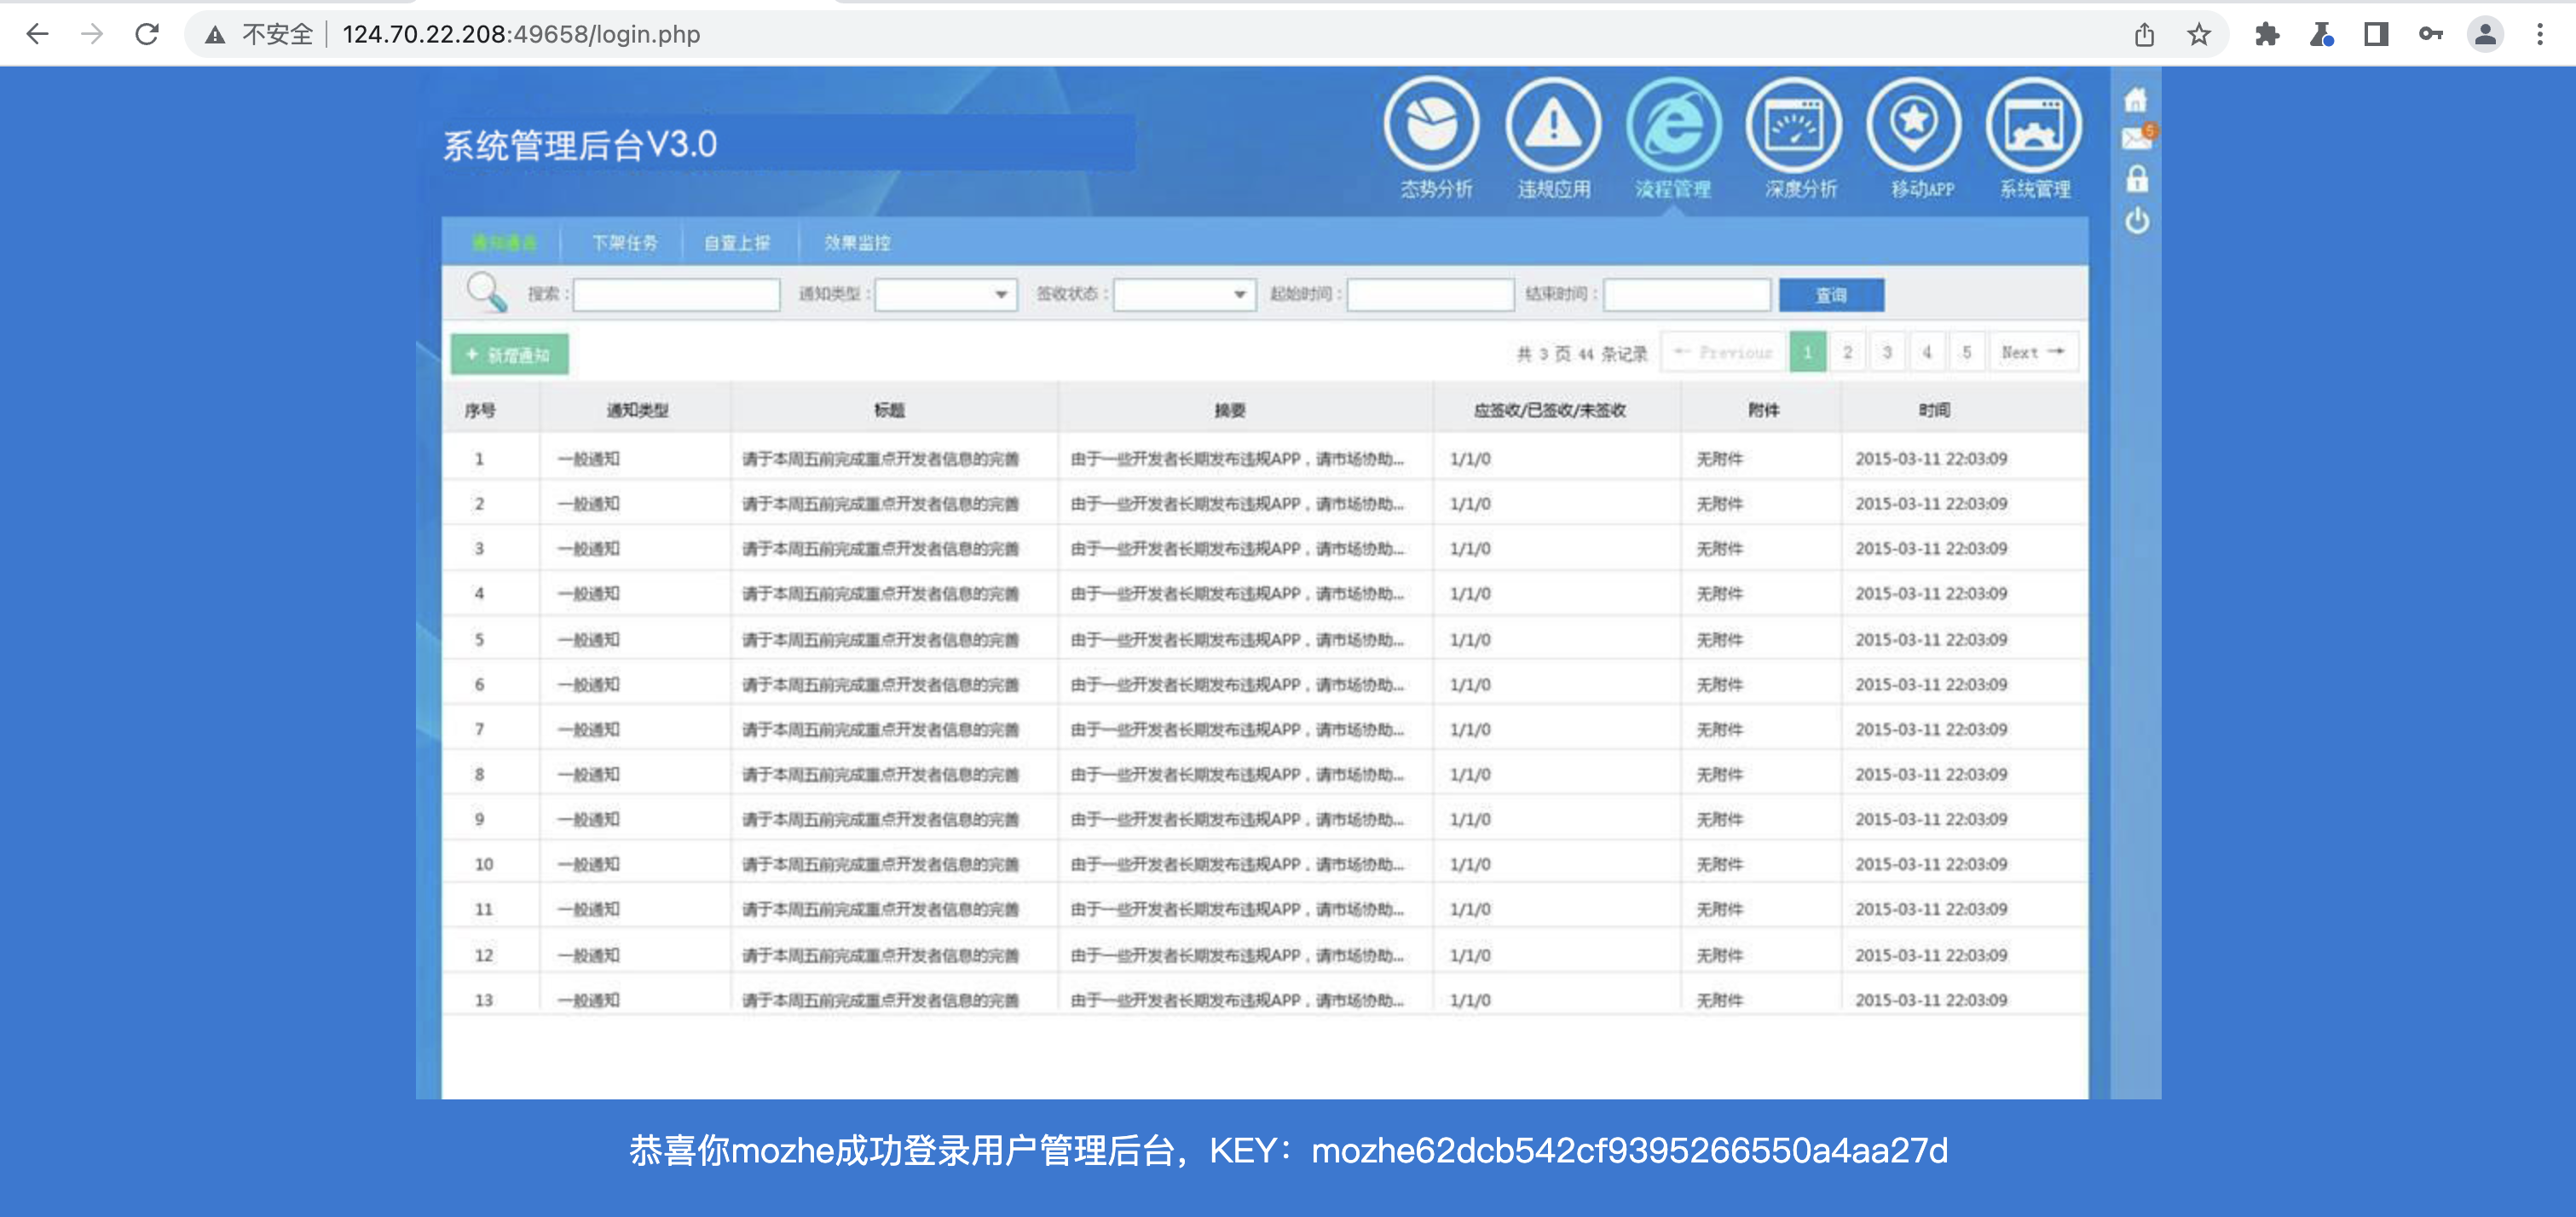 不安全 124.70.22.208:49658/login.php
系统管理后台V3.0
态势分析 违规应用 流程管理 深度分析 移动APP 系统管理
5
通知通告 下架任务 自查上报 效果监控
搜索: 通知类型: 签收状态: 起始时间: 结束时间: 查询
+ 新增通知 共 3 页 44 条记录 ← Previous 1 2 3 4 5 Next →
序号 通知类型 标题 摘要 应签收/已签收/未签收 附件 时间
1 一般通知 请于本周五前完成重点开发者信息的完善 由于一些开发者长期发布违规APP，请市场协助... 1/1/0 无附件 2015-03-11 22:03:09
2 一般通知 请于本周五前完成重点开发者信息的完善 由于一些开发者长期发布违规APP，请市场协助... 1/1/0 无附件 2015-03-11 22:03:09
3 一般通知 请于本周五前完成重点开发者信息的完善 由于一些开发者长期发布违规APP，请市场协助... 1/1/0 无附件 2015-03-11 22:03:09
4 一般通知 请于本周五前完成重点开发者信息的完善 由于一些开发者长期发布违规APP，请市场协助... 1/1/0 无附件 2015-03-11 22:03:09
5 一般通知 请于本周五前完成重点开发者信息的完善 由于一些开发者长期发布违规APP，请市场协助... 1/1/0 无附件 2015-03-11 22:03:09
6 一般通知 请于本周五前完成重点开发者信息的完善 由于一些开发者长期发布违规APP，请市场协助... 1/1/0 无附件 2015-03-11 22:03:09
7 一般通知 请于本周五前完成重点开发者信息的完善 由于一些开发者长期发布违规APP，请市场协助... 1/1/0 无附件 2015-03-11 22:03:09
8 一般通知 请于本周五前完成重点开发者信息的完善 由于一些开发者长期发布违规APP，请市场协助... 1/1/0 无附件 2015-03-11 22:03:09
9 一般通知 请于本周五前完成重点开发者信息的完善 由于一些开发者长期发布违规APP，请市场协助... 1/1/0 无附件 2015-03-11 22:03:09
10 一般通知 请于本周五前完成重点开发者信息的完善 由于一些开发者长期发布违规APP，请市场协助... 1/1/0 无附件 2015-03-11 22:03:09
11 一般通知 请于本周五前完成重点开发者信息的完善 由于一些开发者长期发布违规APP，请市场协助... 1/1/0 无附件 2015-03-11 22:03:09
12 一般通知 请于本周五前完成重点开发者信息的完善 由于一些开发者长期发布违规APP，请市场协助... 1/1/0 无附件 2015-03-11 22:03:09
13 一般通知 请于本周五前完成重点开发者信息的完善 由于一些开发者长期发布违规APP，请市场协助... 1/1/0 无附件 2015-03-11 22:03:09
恭喜你mozhe成功登录用户管理后台，KEY：mozhe62dcb542cf9395266550a4aa27d